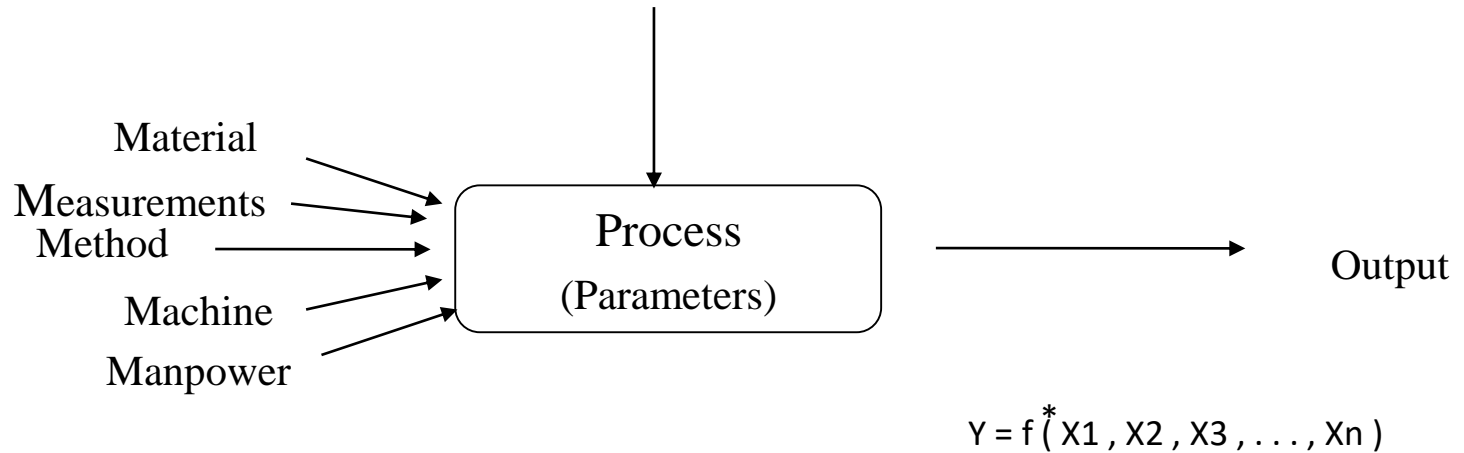 Material
Measurements
Method
Machine
Manpower
Process
(Parameters)
Output
*
Y = f ( X1 , X2 , X3 , . . . , Xn )